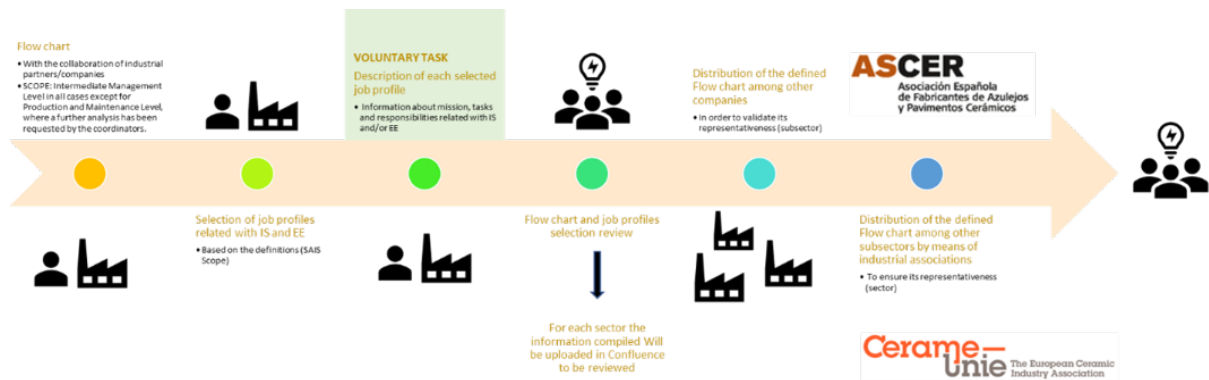 Flow chart
• With the collaboration of industrial
partners/companies
• SCOPE: Intermediate Management
Level in all cases except for
Production and Maintenance Level,
where a further analysis has been
requested by the coordinators.
VOLUNTARY TASK
Description of each selected
job profile
• Information about mission, tasks
and responsibilities related with IS
and/or EE
Distribution of the defined
Flow chart among other
companies
• In order to validate its
representativeness (subsector)
ASCER
Asociación Española
de Fabricantes de Azulejos
y Pavimentos Cerámicos
Selection of job profiles
related with IS and EE
• Based on the definitions (SAIS
Scope)
Flow chart and job profiles
selection review
For each sector the
information compiled Will
be uploaded in Confluence
to be reviewed
Distribution of the defined
Flow chart among other
subsectors by means of
industrial associations
• To ensure its representativeness
(sector)
Cerame—
Unie The European Ceramic
Industry Association